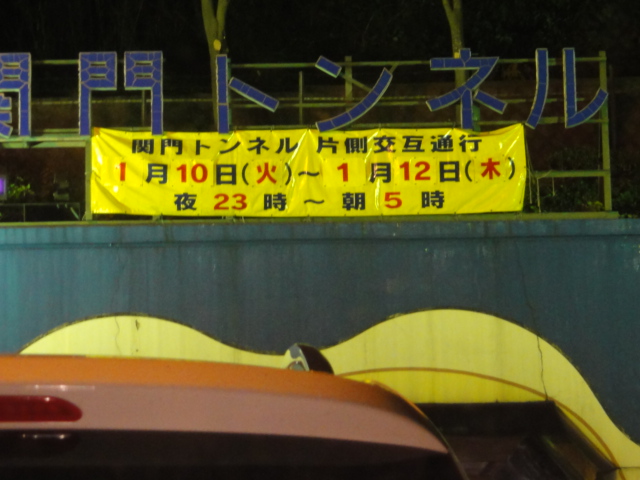 関門トンネル
関門トンネル 片側交互通行
1月10日(火)～1月12日(木)
夜23時～朝5時